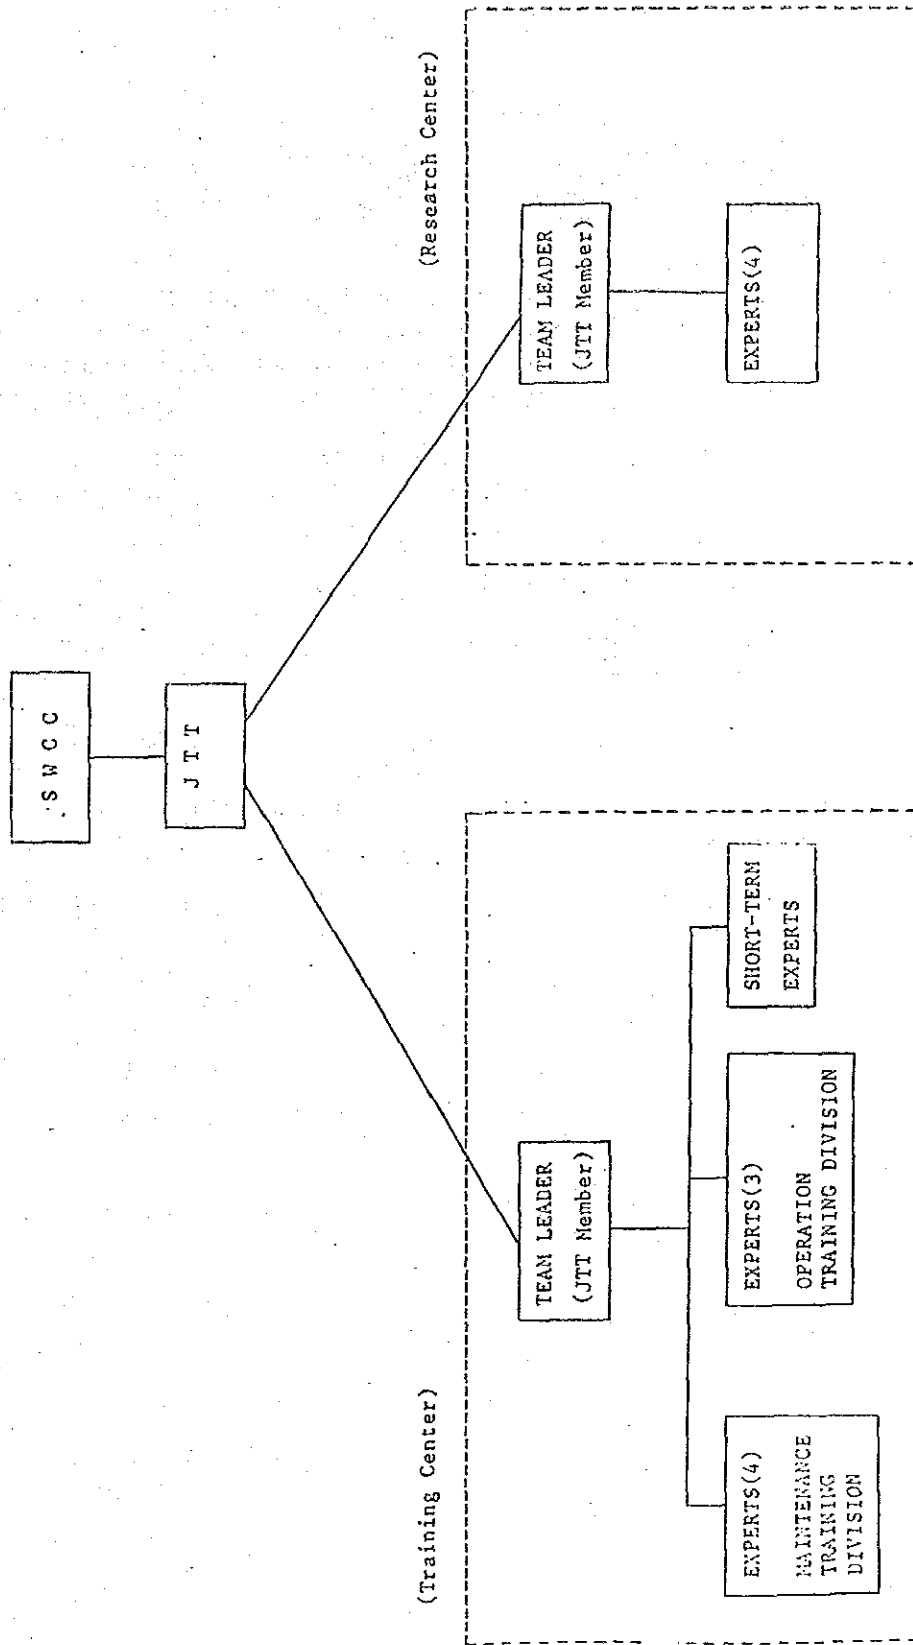 S W C C
J T T
(Training Center)
(Research Center)
TEAM LEADER
(JTT Member)
TEAM LEADER
(JTT Member)
EXPERTS(4)
MAINTENANCE
TRAINING
DIVISION
EXPERTS(3)
OPERATION
TRAINING DIVISION
SHORT-TERM
EXPERTS
EXPERTS(4)